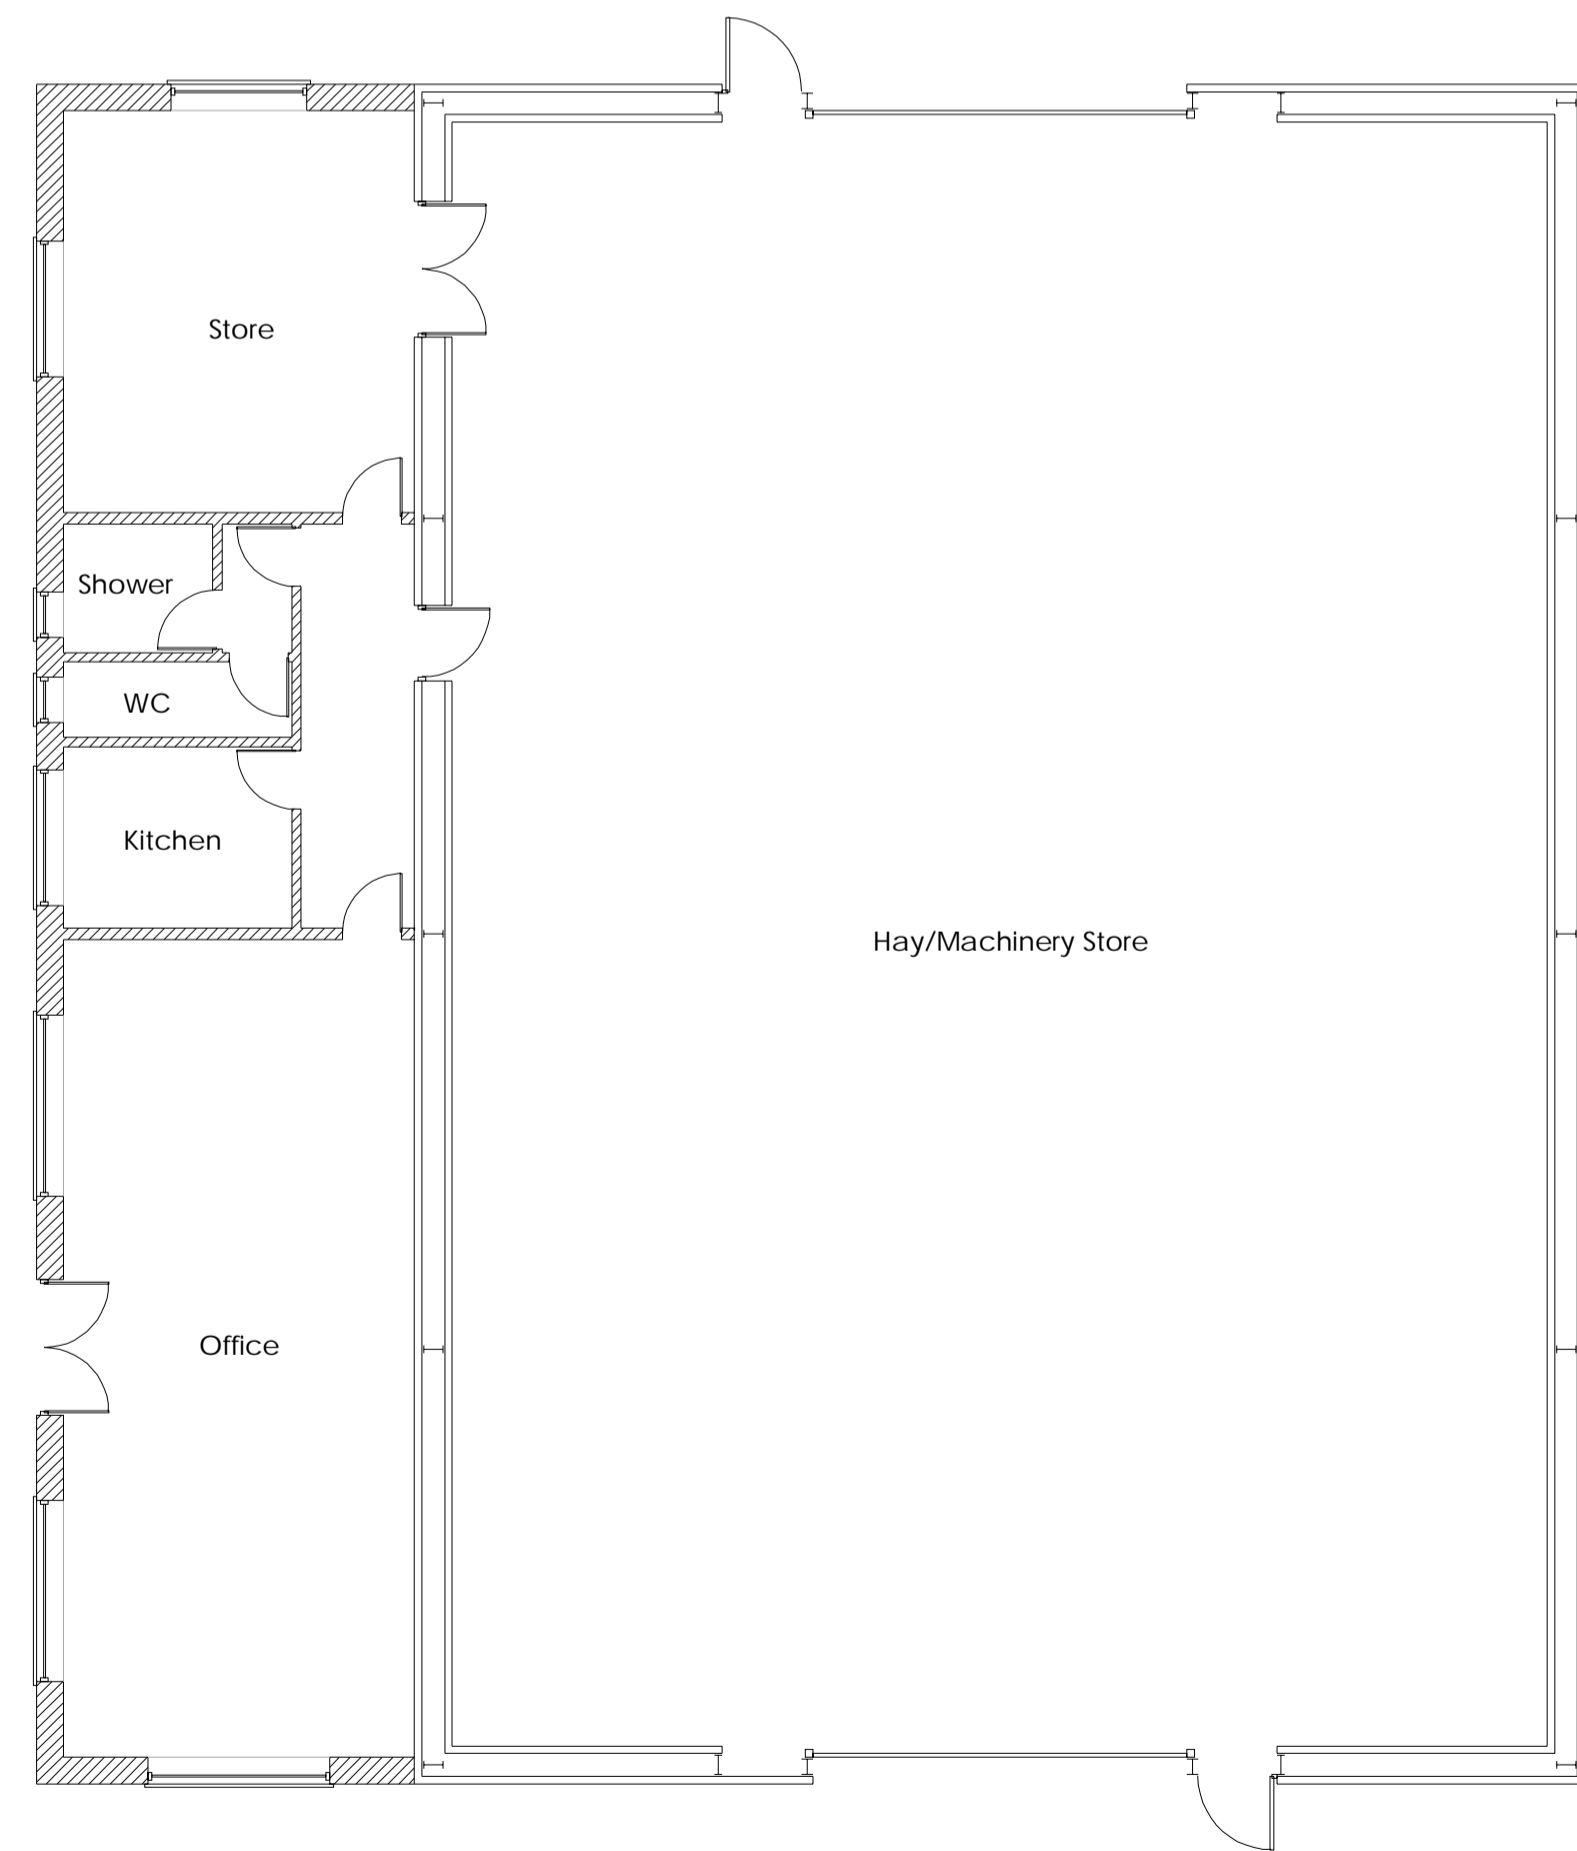 Store
Shower
WC
Kitchen
Hay/Machinery Store
Office